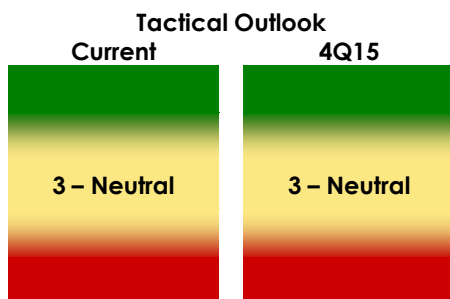 Tactical Outlook
Current 4Q15
3 – Neutral 3 – Neutral